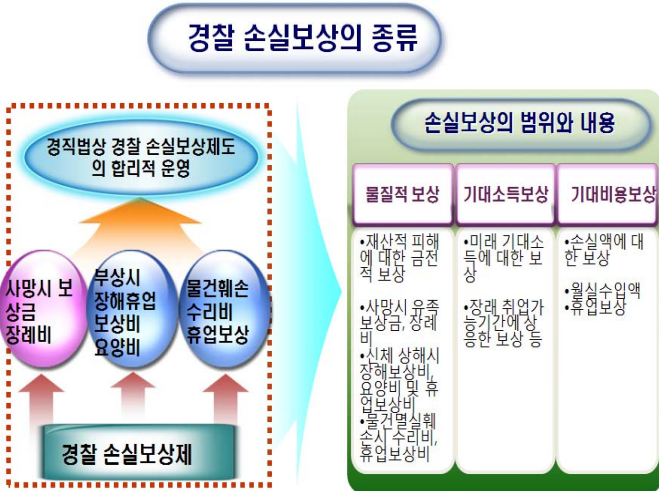 경찰 손실보상의 종류
경직법상 경찰 손실보상제도
의 합리적 운영
사망시 보
상금
장례비
부상시
장해휴업
보상비
요양비
물건훼손
수리비
휴업보상
경찰 손실보상제
손실보상의 범위와 내용
물질적 보상
•재산적 피해
에 대한 금전
적 보상
•사망시 유족
보상금, 장례
비
•신체 상해시
장해보상비,
요양비 및 휴
업보상비
•물건멸실훼
손시 수리비,
휴업보상비
기대소득보상
•미래 기대소
득에 대한 보
상
•장래 취업가
능기간에 상
응한 보상 등
기대비용보상
•손실액에 대
한 보상
•월실수입액
•휴업보상